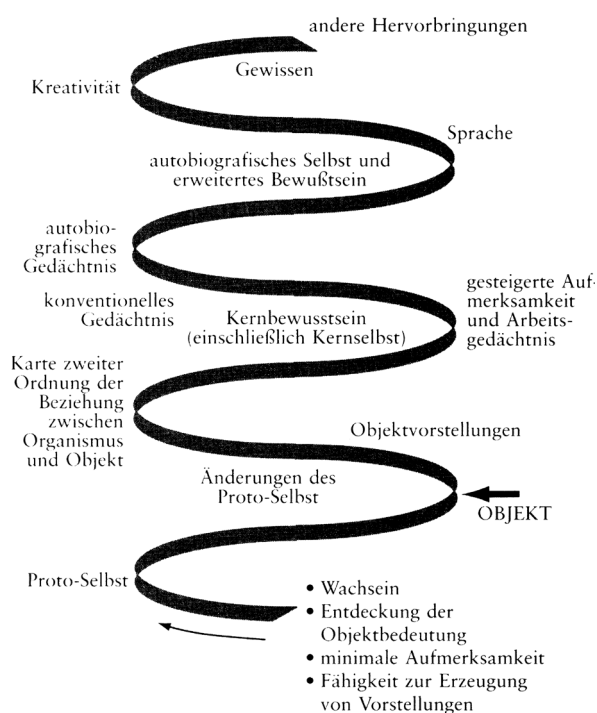 andere Hervorbringungen
Gewissen
Kreativität
Sprache
autobiografisches Selbst und
erweitertes Bewußtsein
autobio-
grafisches
Gedächtnis
konventionelles
Gedächtnis
Kernbewusstsein
(einschließlich Kernselbst)
gesteigerte Auf-
merksamkeit
und Arbeits-
gedächtnis
Karte zweiter
Ordnung der
Beziehung
zwischen
Organismus
und Objekt
Objektvorstellungen
Änderungen des
Proto-Selbst
OBJEKT
Proto-Selbst
• Wachsein
• Entdeckung der
Objektbedeutung
• minimale Aufmerksamkeit
• Fähigkeit zur Erzeugung
von Vorstellungen